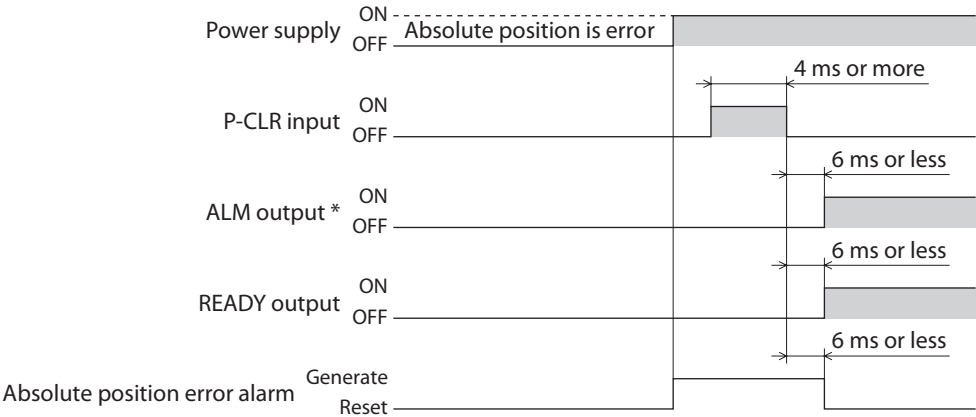 Power supply
ON
OFF
Absolute position is error
4 ms or more
P-CLR input
ON
OFF
6 ms or less
ALM output *
ON
OFF
6 ms or less
READY output
ON
OFF
6 ms or less
Absolute position error alarm
Generate
Reset